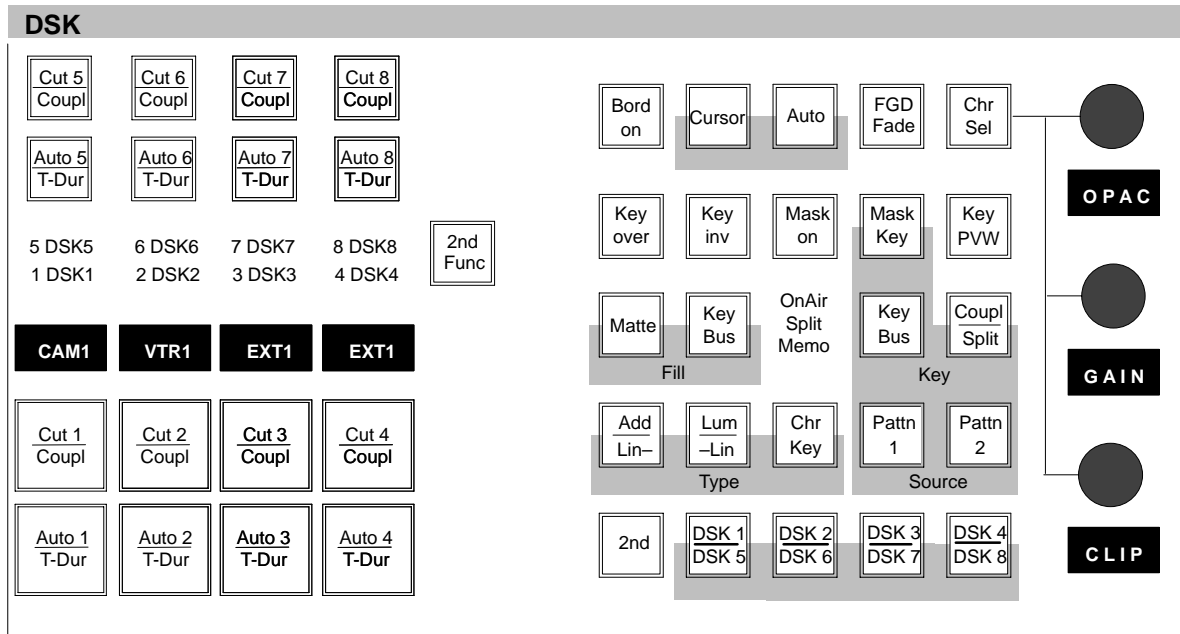 DSK
Cut 5
Coupl
Cut 6
Coupl
Cut 7
Coupl
Cut 8
Coupl
Auto 5
T-Dur
Auto 6
T-Dur
Auto 7
T-Dur
Auto 8
T-Dur
5 DSK5
6 DSK6
7 DSK7
8 DSK8
1 DSK1
2 DSK2
3 DSK3
4 DSK4
2nd
Func
CAM1
VTR1
EXT1
EXT1
Cut 1
Coupl
Cut 2
Coupl
Cut 3
Coupl
Cut 4
Coupl
Auto 1
T-Dur
Auto 2
T-Dur
Auto 3
T-Dur
Auto 4
T-Dur
Bord
on
Cursor
Auto
FGD
Fade
Chr
Sel
OPAC
Key
over
Key
inv
Mask
on
Mask
Key
Key
PVW
Matte
Key
Bus
OnAir
Split
Memo
Key
Bus
Coupl
Split
Fill
Key
GAIN
Add
Lin–
Lum
–Lin
Chr
Key
Pattn
1
Pattn
2
Type
Source
2nd
DSK 1
DSK 5
DSK 2
DSK 6
DSK 3
DSK 7
DSK 4
DSK 8
CLIP